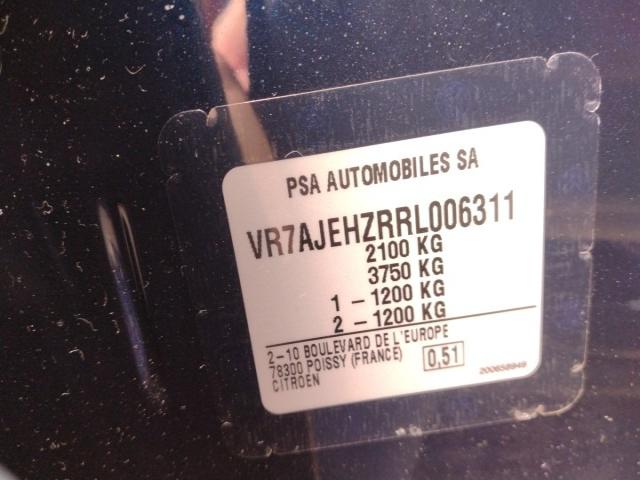 PSA AUTOMOBILES SA
VR7AJEHZRRL006311
2100 KG
3750 KG
1 - 1200 KG
2 - 1200 KG
2-10 BOULEVARD DE L'EUROPE
78300 POISSY (FRANCE)
CITROEN
0,51
200658949